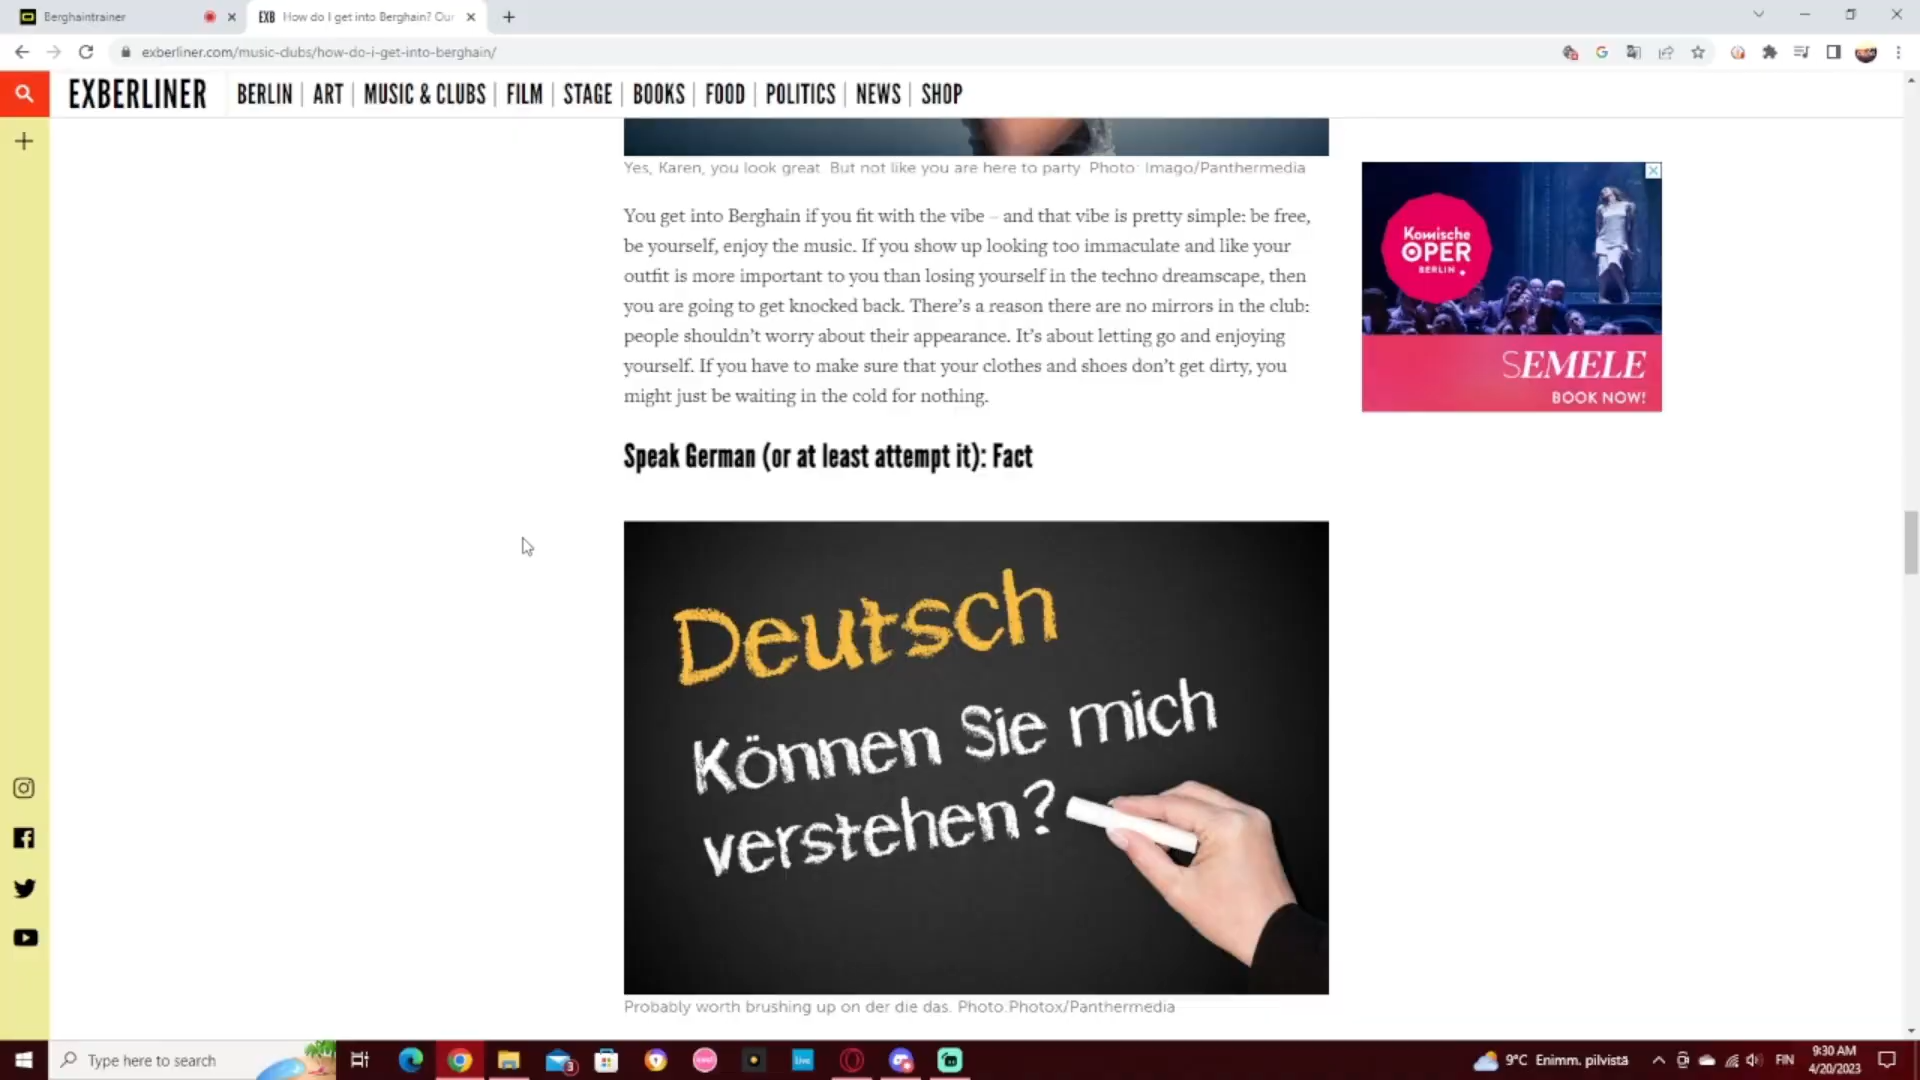 Berghaintrainer
EXB How do I get into Berghain? Our
exberliner.com/music-clubs/how-do-i-get-into-berghain/
EXBERLINER BERLIN | ART | MUSIC & CLUBS | FILM | STAGE | BOOKS | FOOD | POLITICS | NEWS | SHOP
Yes, Karen, you look great. But not like you are here to party. Photo: Imago/Panthermedia
You get into Berghain if you fit with the vibe – and that vibe is pretty simple: be free,
be yourself, enjoy the music. If you show up looking too immaculate and like your
outfit is more important to you than losing yourself in the techno dreamscape, then
you are going to get knocked back. There’s a reason there are no mirrors in the club:
people shouldn’t worry about their appearance. It’s about letting go and enjoying
yourself. If you have to make sure that your clothes and shoes don’t get dirty, you
might just be waiting in the cold for nothing.
Komische
OPER
BERLIN
SEMELE
BOOK NOW!
Speak German (or at least attempt it): Fact
Deutsch
Können Sie mich
verstehen?
Probably worth brushing up on der die das. Photo.Photox/Panthermedia
Type here to search
3
Live
9°C Enimm. pilvistä
FIN
9:30 AM
4/20/2023